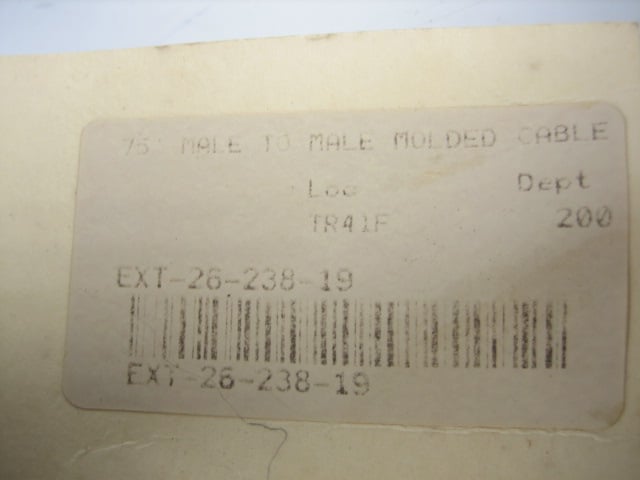 75' MALE TO MALE MOLDED CABLE
Loc Dept
TR41F 200
EXT-26-238-19
EXT-26-238-19